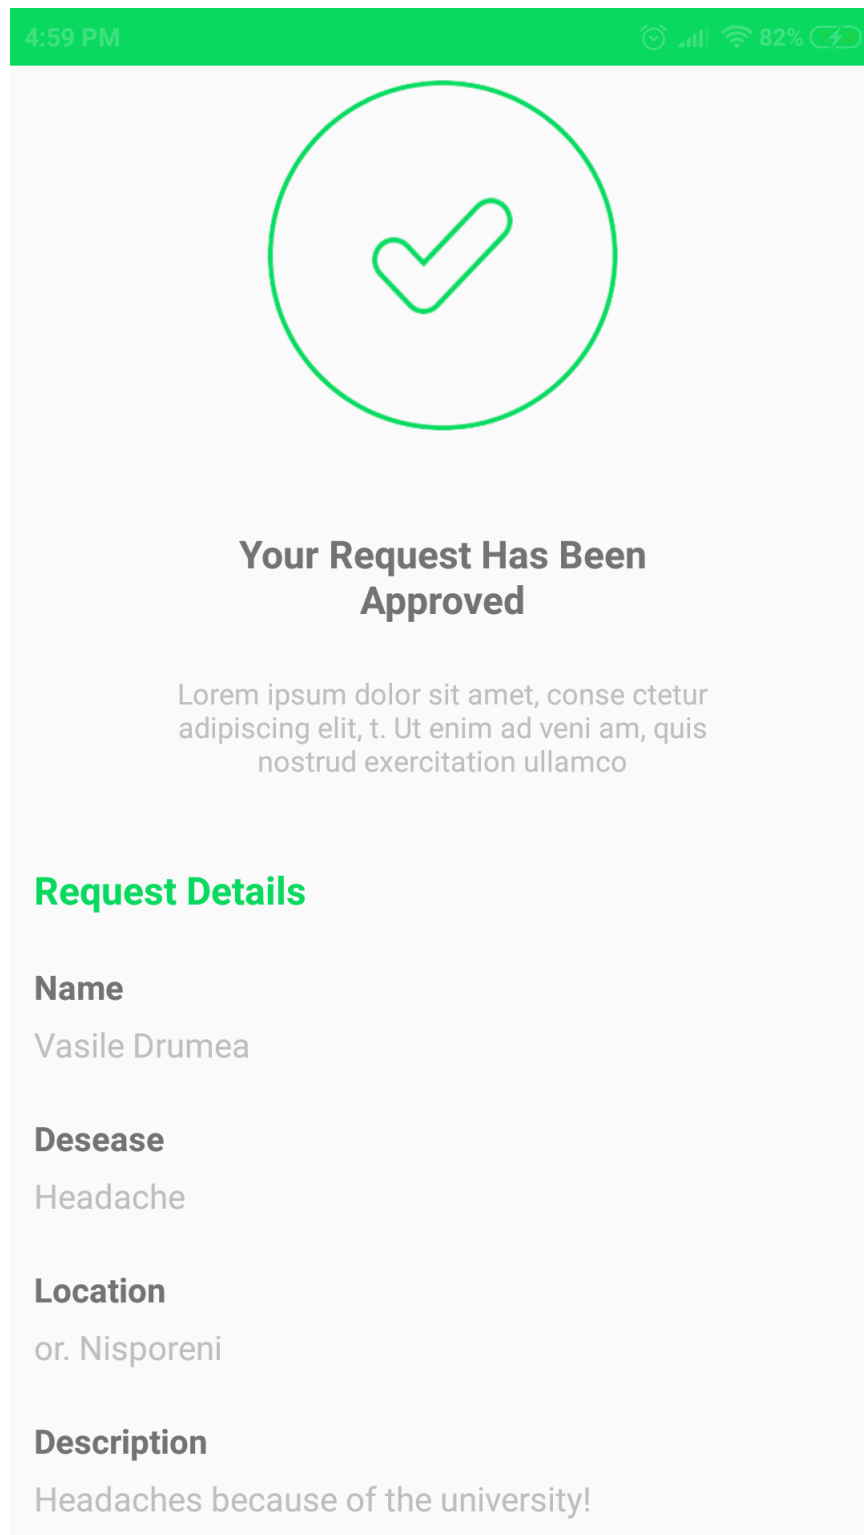 4:59 PM
82%
Your Request Has Been
Approved
Lorem ipsum dolor sit amet, conse ctetur
adipiscing elit, t. Ut enim ad veni am, quis
nostrud exercitation ullamco
Request Details
Name
Vasile Drumea
Desease
Headache
Location
or. Nisporeni
Description
Headaches because of the university!